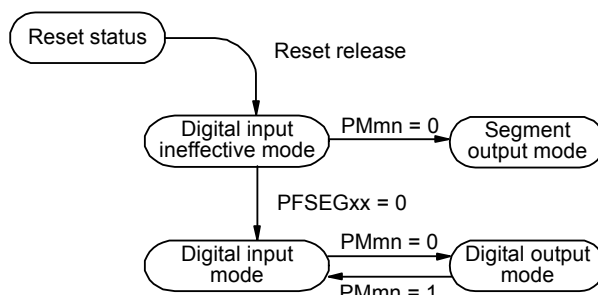 Reset status
Reset release
Digital input
ineffective mode
PMmn = 0
Segment
output mode
PFSEGxx = 0
Digital input
mode
PMmn = 0
Digital output
mode
PMmn = 1